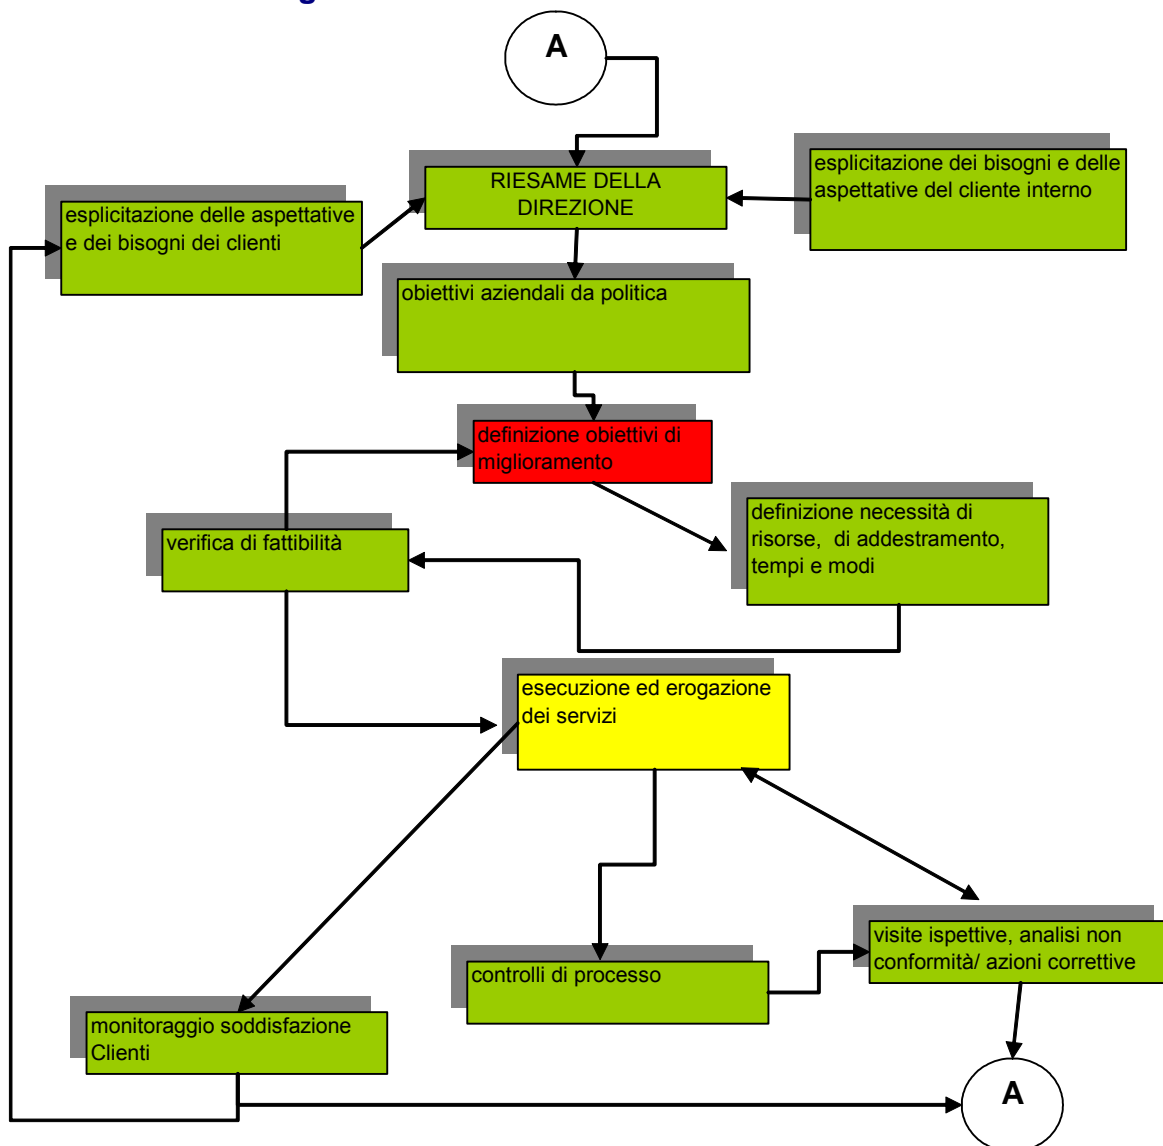 g
A
RIESAME DELLA
DIREZIONE
esplicitazione dei bisogni e delle
aspettative del cliente interno
esplicitazione delle aspettative
e dei bisogni dei clienti
obiettivi aziendali da politica
definizione obiettivi di
miglioramento
definizione necessità di
risorse, di addestramento,
tempi e modi
verifica di fattibilità
esecuzione ed erogazione
dei servizi
visite ispettive, analisi non
conformità/ azioni correttive
controlli di processo
monitoraggio soddisfazione
Clienti
A